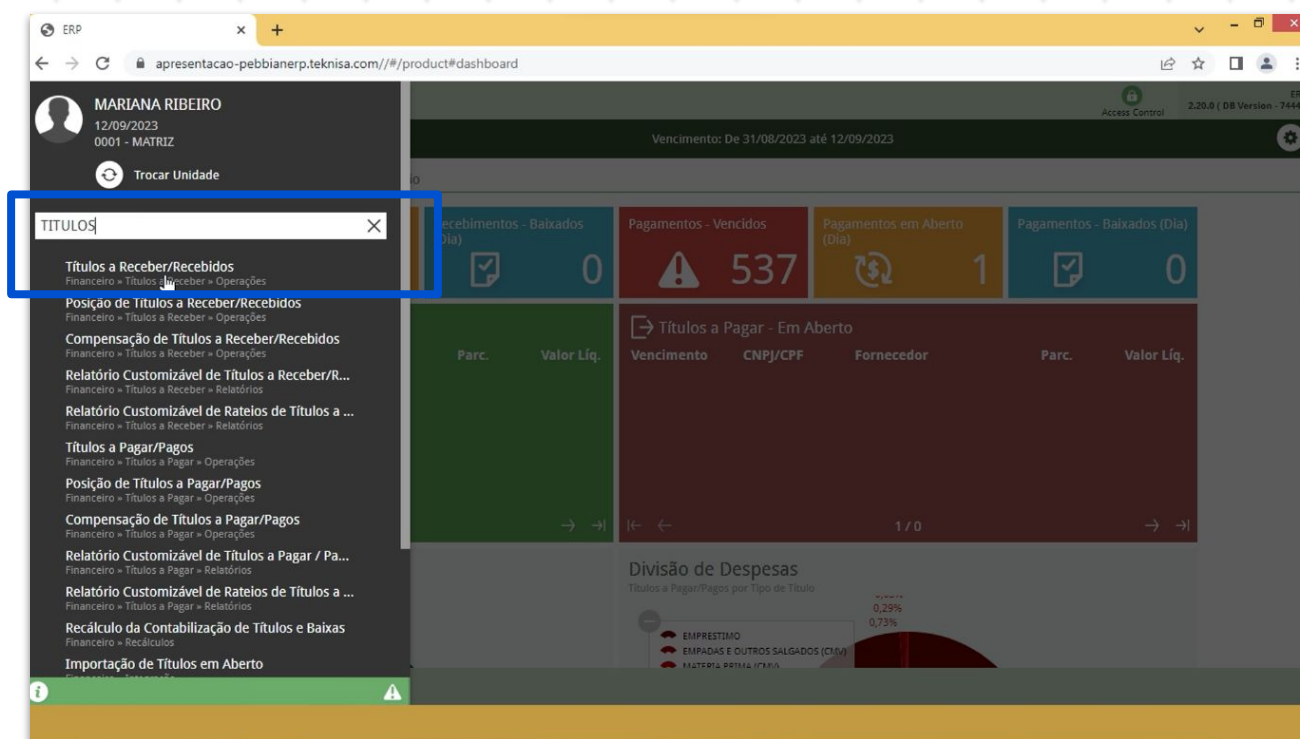 ERP
apresentacao-pebbianerp.teknisa.com//#/product#dashboard
MARIANA RIBEIRO
12/09/2023
0001 - MATRIZ
Trocar Unidade
TITULOS
Títulos a Receber/Recebidos
Financeiro » Títulos a Receber » Operações
Posição de Títulos a Receber/Recebidos
Financeiro » Títulos a Receber » Operações
Compensação de Títulos a Receber/Recebidos
Financeiro » Títulos a Receber » Operações
Relatório Customizável de Títulos a Receber/R...
Financeiro » Títulos a Receber » Relatórios
Relatório Customizável de Rateios de Títulos a ...
Financeiro » Títulos a Receber » Relatórios
Títulos a Pagar/Pagos
Financeiro » Títulos a Pagar » Operações
Posição de Títulos a Pagar/Pagos
Financeiro » Títulos a Pagar » Operações
Compensação de Títulos a Pagar/Pagos
Financeiro » Títulos a Pagar » Operações
Relatório Customizável de Títulos a Pagar / Pa...
Financeiro » Títulos a Pagar » Relatórios
Relatório Customizável de Rateios de Títulos a ...
Financeiro » Títulos a Pagar » Relatórios
Recálculo da Contabilização de Títulos e Baixas
Financeiro » Recálculos
Importação de Títulos em Aberto
Access Control
2.20.0 ( DB Version - 7444
Vencimento: De 31/08/2023 até 12/09/2023
Recebimentos - Baixados
(Dia)
0
Pagamentos - Vencidos
537
Pagamentos em Aberto
(Dia)
1
Pagamentos - Baixados (Dia)
0
Parc. Valor Líq.
Títulos a Pagar - Em Aberto
Vencimento CNPJ/CPF Fornecedor Parc. Valor Líq.
1 / 0
Divisão de Despesas
Títulos a Pagar/Pagos por Tipo de Título
0,29%
0,73%
EMPRESTIMO
EMPADAS E OUTROS SALGADOS (CMV)
MATERIA PRIMA (CMV)